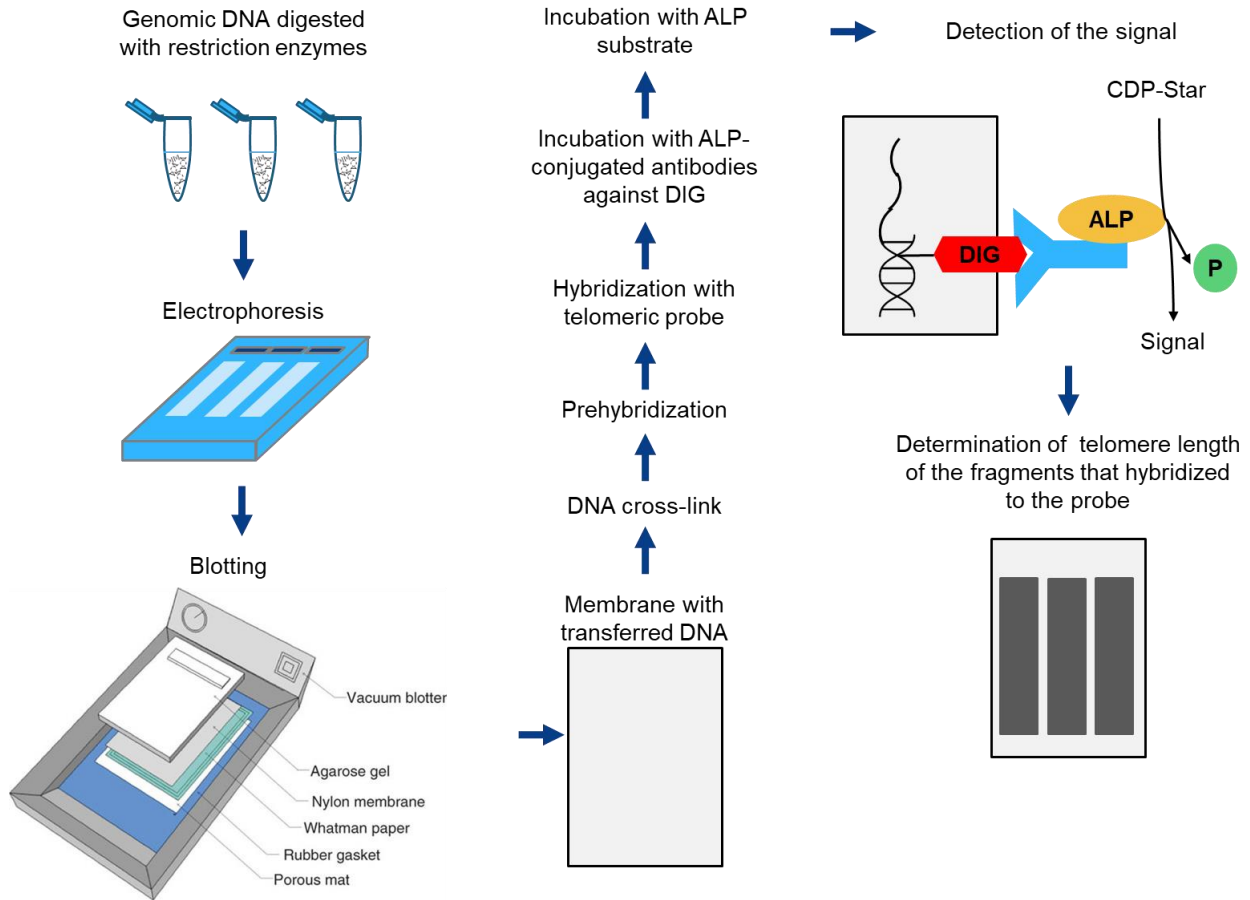 Genomic DNA digested
with restriction enzymes
Electrophoresis
Blotting
Vacuum blotter
Agarose gel
Nylon membrane
Whatman paper
Rubber gasket
Porous mat
Membrane with
transferred DNA
DNA cross-link
Prehybridization
Hybridization with
telomeric probe
Incubation with ALP-
conjugated antibodies
against DIG
Incubation with ALP
substrate
Detection of the signal
CDP-Star
ALP
DIG
P
Signal
Determination of telomere length
of the fragments that hybridized
to the probe